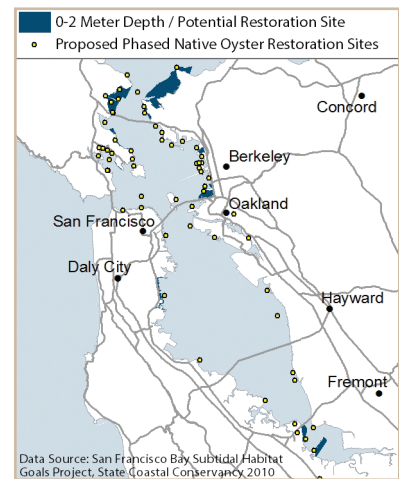 0-2 Meter Depth / Potential Restoration Site
Proposed Phased Native Oyster Restoration Sites
Concord
Berkeley
Oakland
San Francisco
Daly City
Hayward
Fremont
Data Source: San Francisco Bay Subtidal Habitat
Goals Project, State Coastal Conservancy 2010